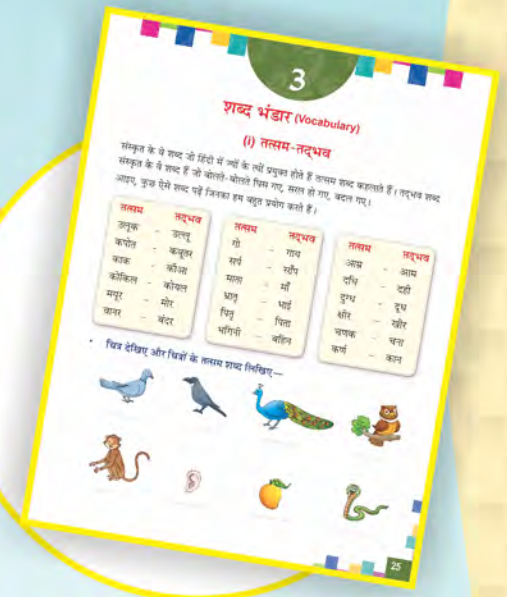 3
शब्द भंडार (Vocabulary)
(i) तत्सम-तद्भव
संस्कृत के वे शब्द जो हिंदी में ज्यों के त्यों प्रयुक्त होते हैं तत्सम शब्द कहलाते हैं। तद्भव शब्द
संस्कृत के वे शब्द हैं जो बोलते-बोलते घिस गए, सरल हो गए, बदल गए।
आइए, कुछ ऐसे शब्द पढ़ें जिनका हम बहुत प्रयोग करते हैं।
तत्सम तद्भव
उलूक - उल्लू
कपोत - कबूतर
काक - कौआ
कोकिल - कोयल
मयूर - मोर
वानर - बंदर
तत्सम तद्भव
गो - गाय
सर्प - साँप
माता - माँ
भ्रातृ - भाई
पितृ - पिता
भगिनी - बहिन
तत्सम तद्भव
आम्र - आम
दधि - दही
दुग्ध - दूध
क्षीर - खीर
चणक - चना
कर्ण - कान
• चित्र देखिए और चित्रों के तत्सम शब्द लिखिए—
25